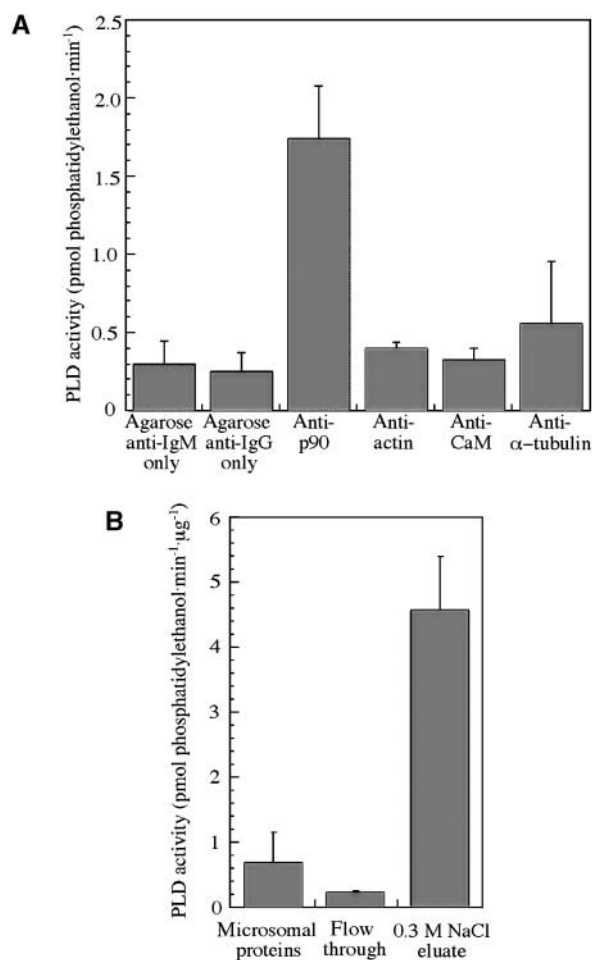 A
PLD activity (pmol phosphatidylethanol·min-1)
2.5
2.0
1.5
1.0
0.5
0
Agarose Agarose Anti- Anti- Anti- Anti-
anti-IgM anti-IgG p90 actin CaM α−tubulin
only only
B
PLD activity (pmol phosphatidylethanol·min-1·µg-1)
6
5
4
3
2
1
0
Microsomal Flow 0.3 M NaCl
proteins through eluate